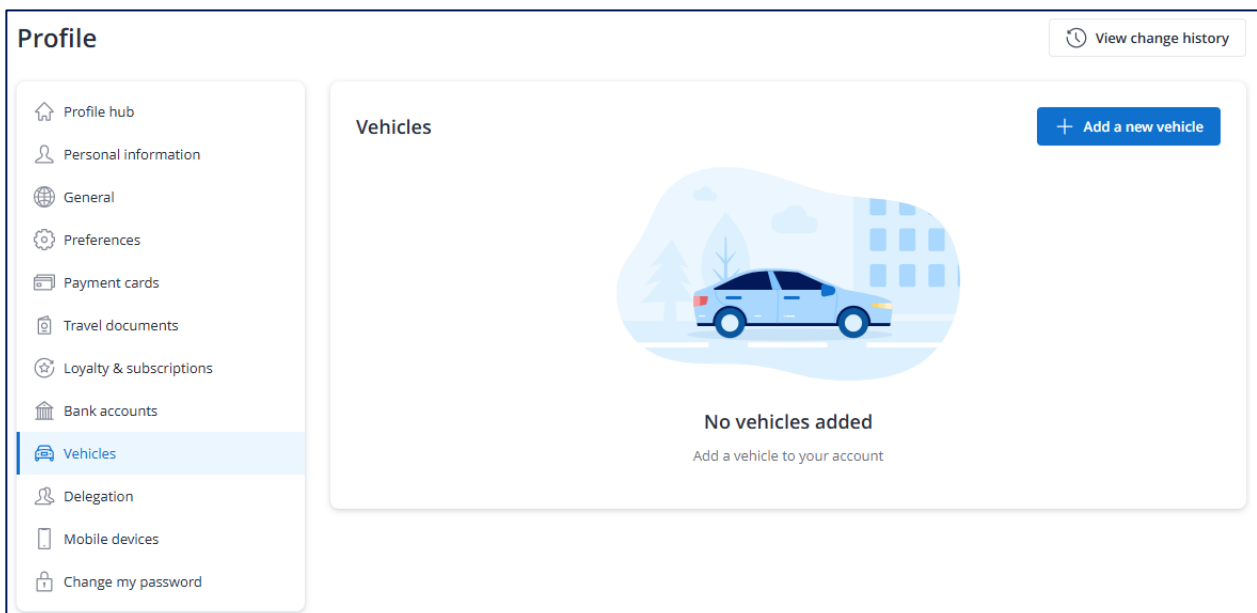 Profile
View change history
Profile hub
Personal information
General
Preferences
Payment cards
Travel documents
Loyalty & subscriptions
Bank accounts
Vehicles
Delegation
Mobile devices
Change my password
Vehicles
Add a new vehicle
No vehicles added
Add a vehicle to your account